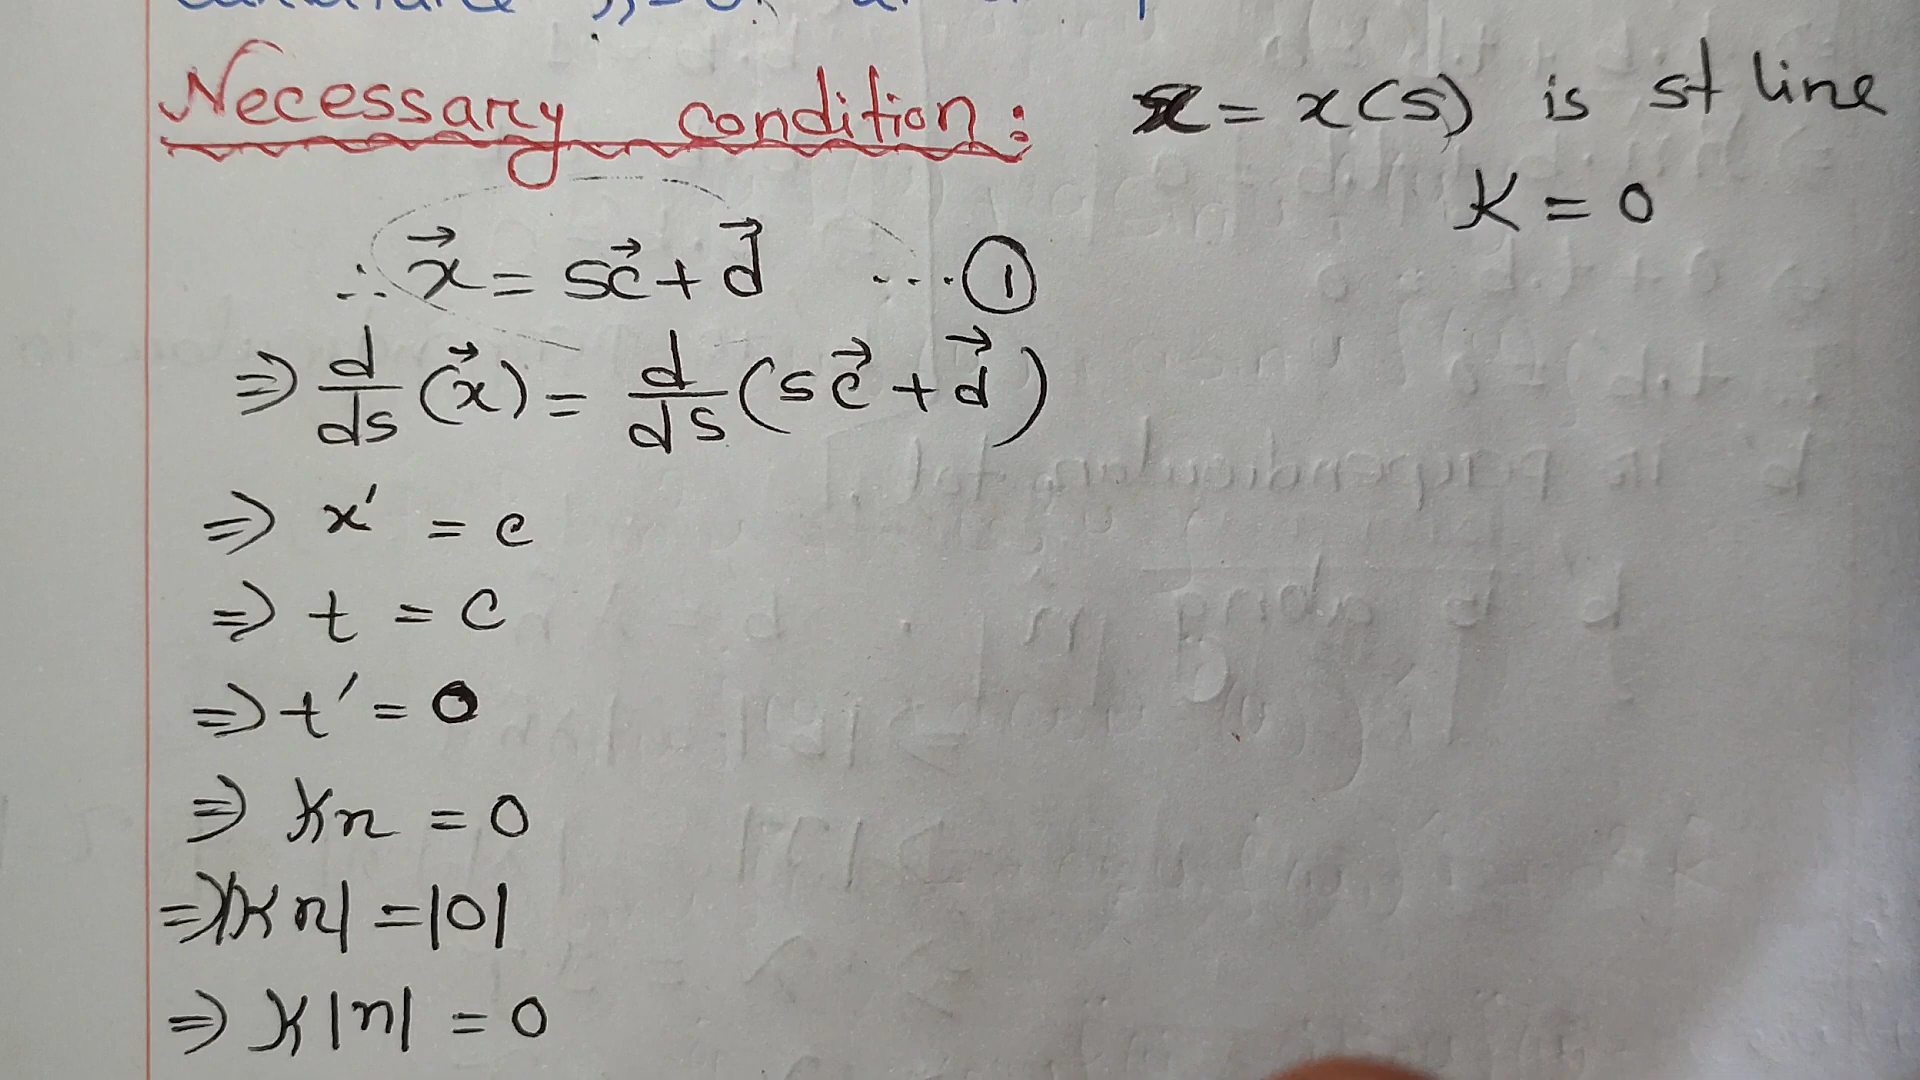 Necessary condition:
x = x(s) is st line
K = 0
∴ x⃗ = sc⃗ + d⃗ ... ①
⇒ d/ds (x⃗) = d/ds (sc⃗ + d⃗)
⇒ x' = c
⇒ t = c
⇒ t' = 0
⇒ Kn = 0
⇒ |Kn| = |0|
⇒ K|n| = 0